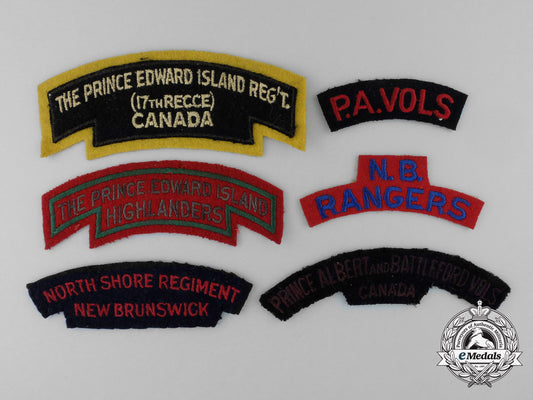 THE PRINCE EDWARD ISLAND REG'T.
(17TH RECCE)
CANADA
P.A. VOLS
THE PRINCE EDWARD ISLAND
HIGHLANDERS
N.B.
RANGERS
NORTH SHORE REGIMENT
NEW BRUNSWICK
PRINCE ALBERT AND BATTLEFORD VOLS
CANADA
eMedals